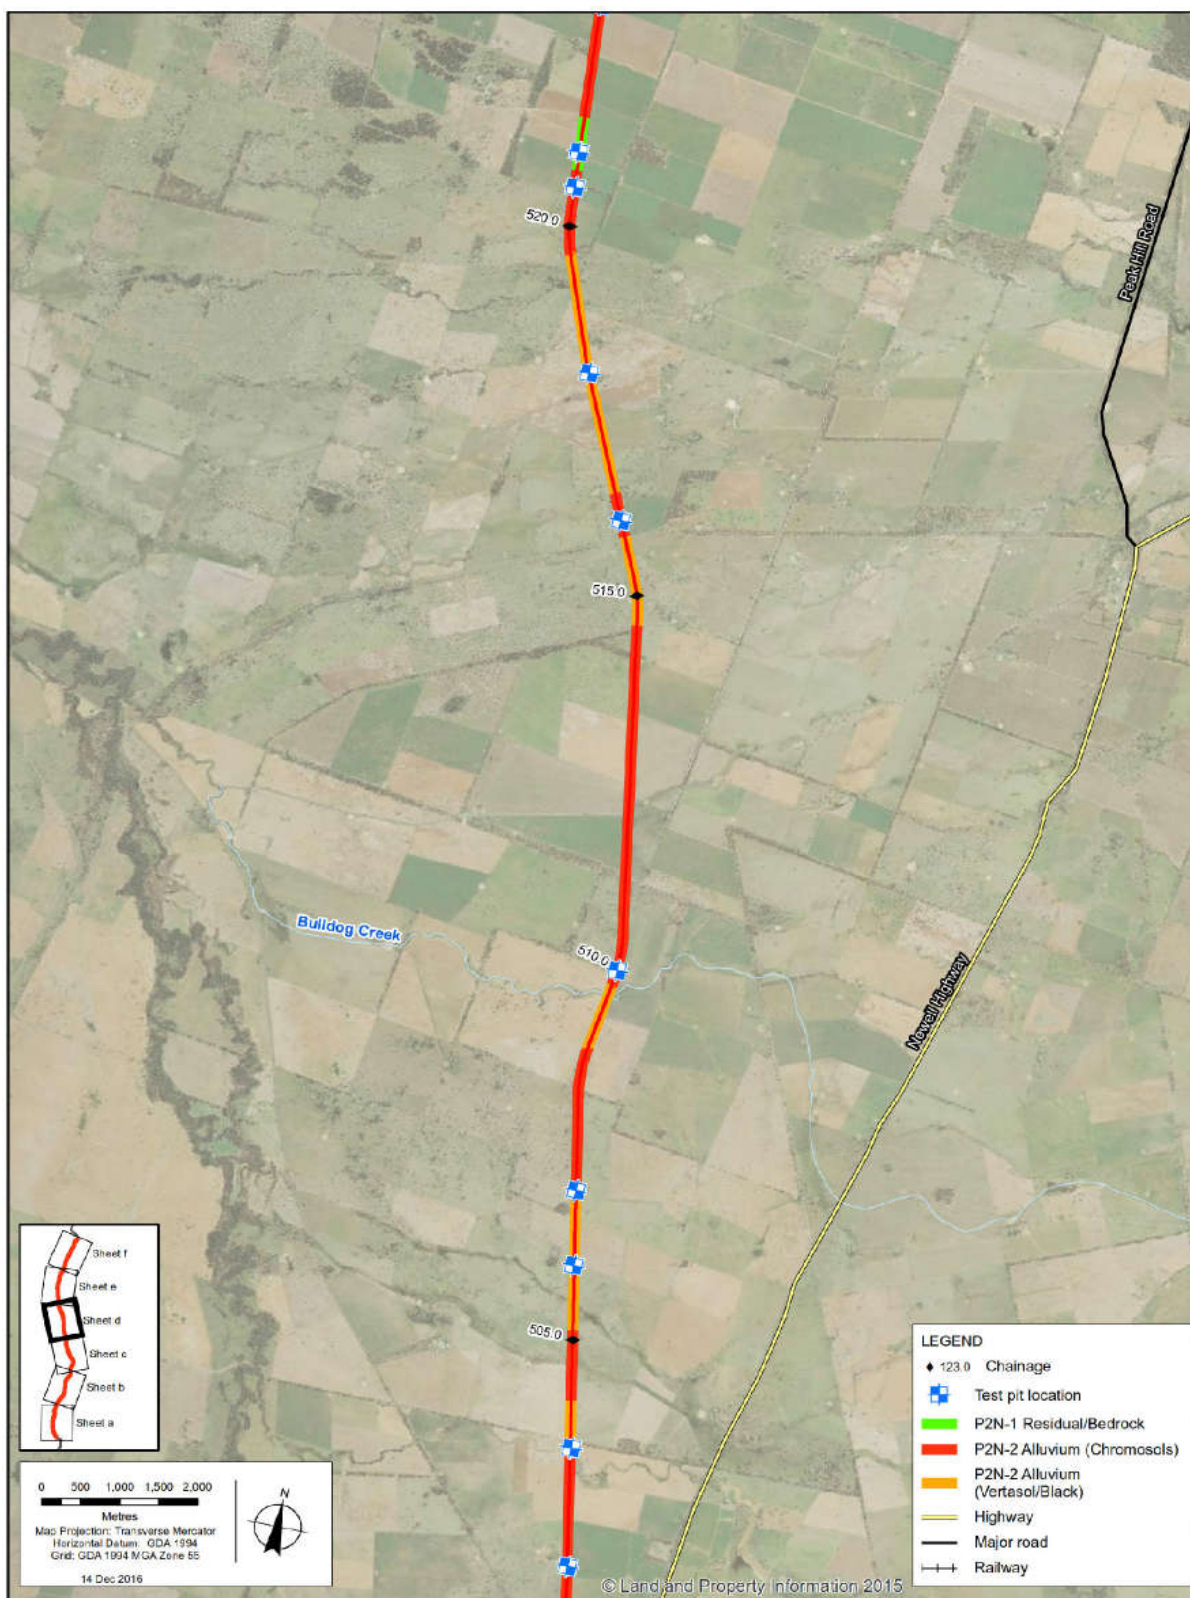 520.0
Peak Hill Road
515.0
Bulldog Creek
510.0
Newell Highway
505.0
Sheet f
Sheet e
Sheet d
Sheet c
Sheet b
Sheet a
0 500 1,000 1,500 2,000
Metres
Map Projection: Transverse Mercator
Horizontal Datum: GDA 1994
Grid: GDA 1994 MGA Zone 55
14 Dec 2016
N
LEGEND
123.0 Chainage
Test pit location
P2N-1 Residual/Bedrock
P2N-2 Alluvium (Chromosols)
P2N-2 Alluvium
(Vertasol/Black)
Highway
Major road
Railway
© Land and Property Information 2015